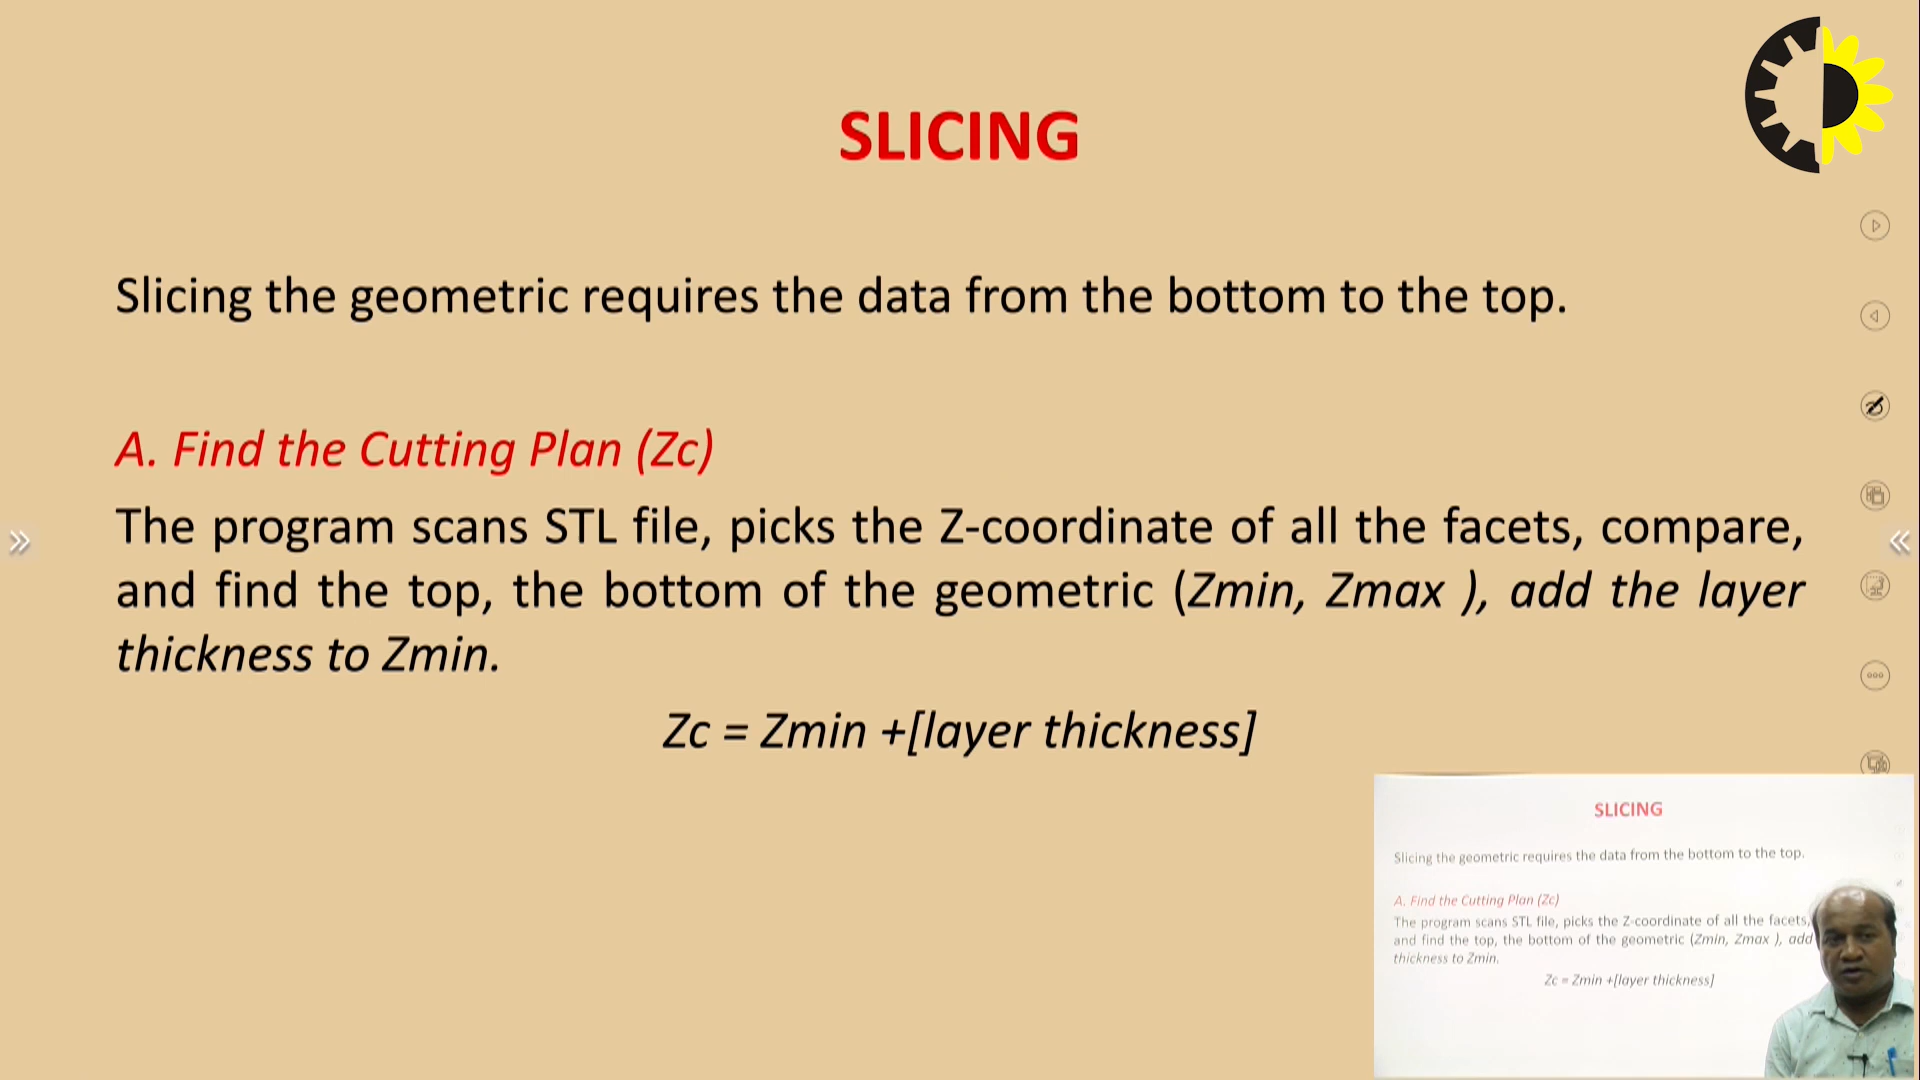 SLICING
Slicing the geometric requires the data from the bottom to the top.
A. Find the Cutting Plan (Zc)
The program scans STL file, picks the Z-coordinate of all the facets, compare,
and find the top, the bottom of the geometric (Zmin, Zmax ), add the layer
thickness to Zmin.
Zc = Zmin +[layer thickness]
SLICING
Slicing the geometric requires the data from the bottom to the top.
A. Find the Cutting Plan (Zc)
The program scans STL file, picks the Z-coordinate of all the facets,
and find the top, the bottom of the geometric (Zmin, Zmax ), add
thickness to Zmin.
Zc = Zmin +[layer thickness]